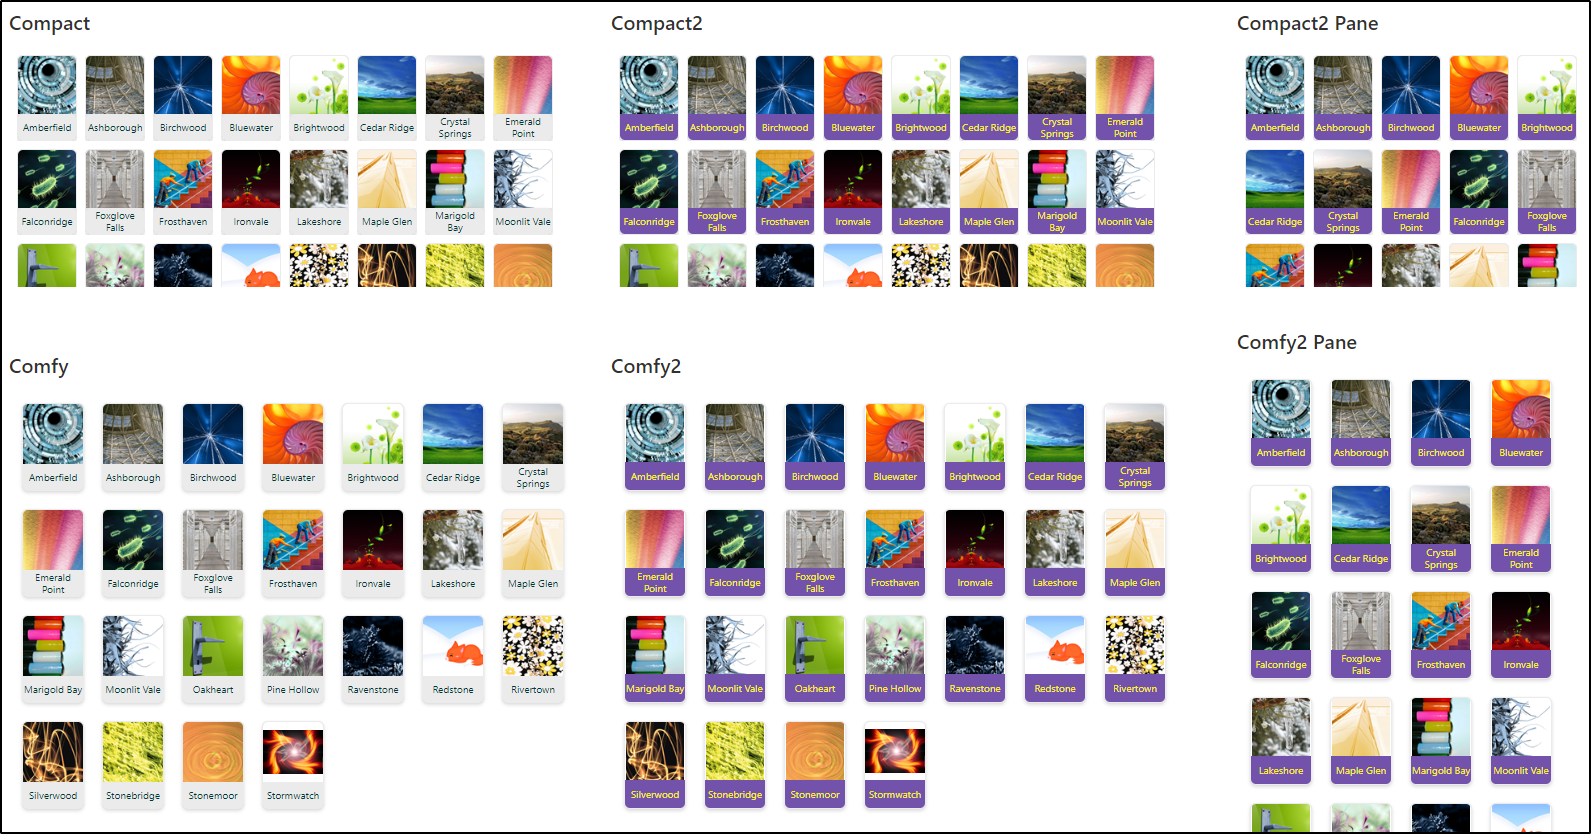 Compact
Amberfield Ashborough Birchwood Bluewater Brightwood Cedar Ridge Crystal Springs Emerald Point
Falconridge Foxglove Falls Frosthaven Ironvale Lakeshore Maple Glen Marigold Bay Moonlit Vale
Compact2
Amberfield Ashborough Birchwood Bluewater Brightwood Cedar Ridge Crystal Springs Emerald Point
Falconridge Foxglove Falls Frosthaven Ironvale Lakeshore Maple Glen Marigold Bay Moonlit Vale
Compact2 Pane
Amberfield Ashborough Birchwood Bluewater Brightwood
Cedar Ridge Crystal Springs Emerald Point Falconridge Foxglove Falls
Comfy
Amberfield Ashborough Birchwood Bluewater Brightwood Cedar Ridge Crystal Springs
Emerald Point Falconridge Foxglove Falls Frosthaven Ironvale Lakeshore Maple Glen
Marigold Bay Moonlit Vale Oakheart Pine Hollow Ravenstone Redstone Rivertown
Silverwood Stonebridge Stonemoor Stormwatch
Comfy2
Amberfield Ashborough Birchwood Bluewater Brightwood Cedar Ridge Crystal Springs
Emerald Point Falconridge Foxglove Falls Frosthaven Ironvale Lakeshore Maple Glen
Marigold Bay Moonlit Vale Oakheart Pine Hollow Ravenstone Redstone Rivertown
Silverwood Stonebridge Stonemoor Stormwatch
Comfy2 Pane
Amberfield Ashborough Birchwood Bluewater
Brightwood Cedar Ridge Crystal Springs Emerald Point
Falconridge Foxglove Falls Frosthaven Ironvale
Lakeshore Maple Glen Marigold Bay Moonlit Vale